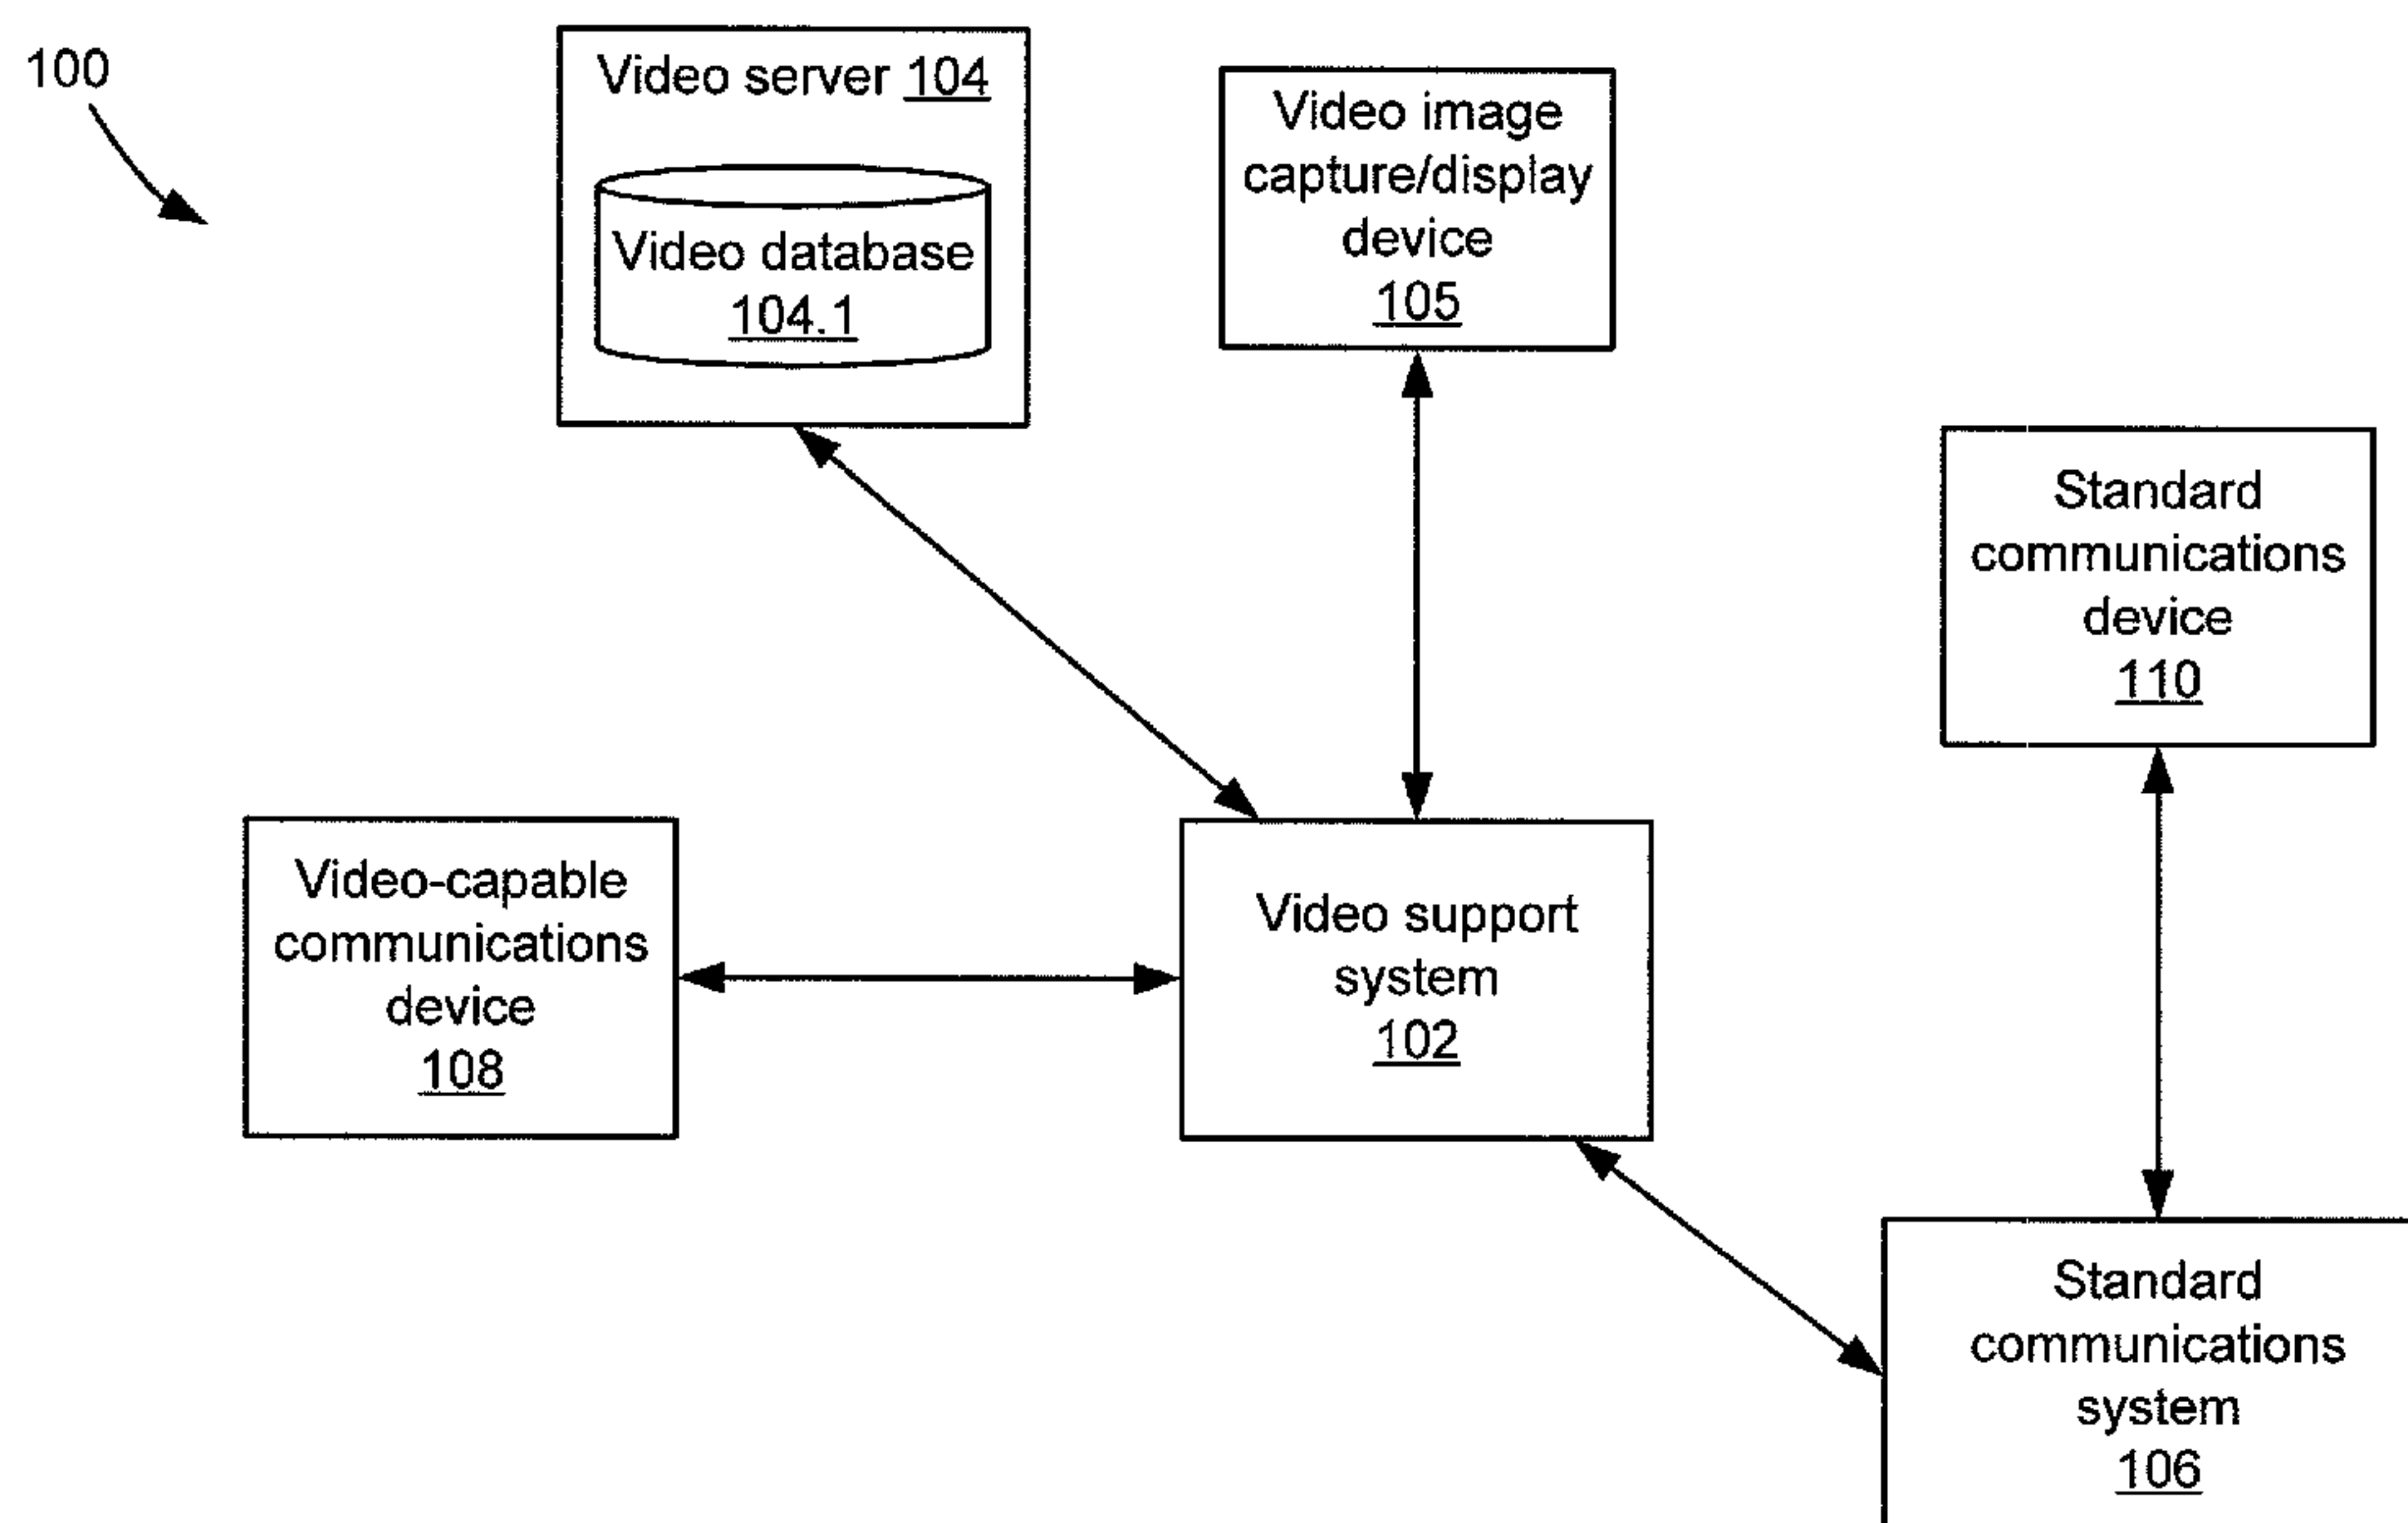 100
Video server 104
Video database
104.1
Video image
capture/display
device
105
Standard
communications
device
110
Video-capable
communications
device
108
Video support
system
102
Standard
communications
system
106